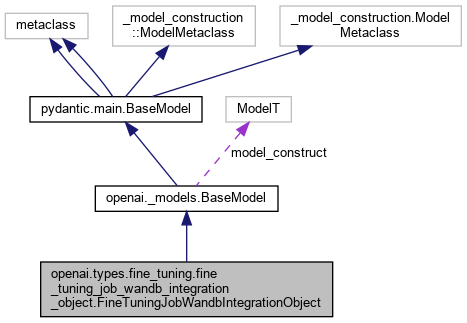 metaclass
_model_construction
::ModelMetaclass
_model_construction.Model
Metaclass
pydantic.main.BaseModel
ModelT
model_construct
openai._models.BaseModel
openai.types.fine_tuning.fine
_tuning_job_wandb_integration
_object.FineTuningJobWandbIntegrationObject